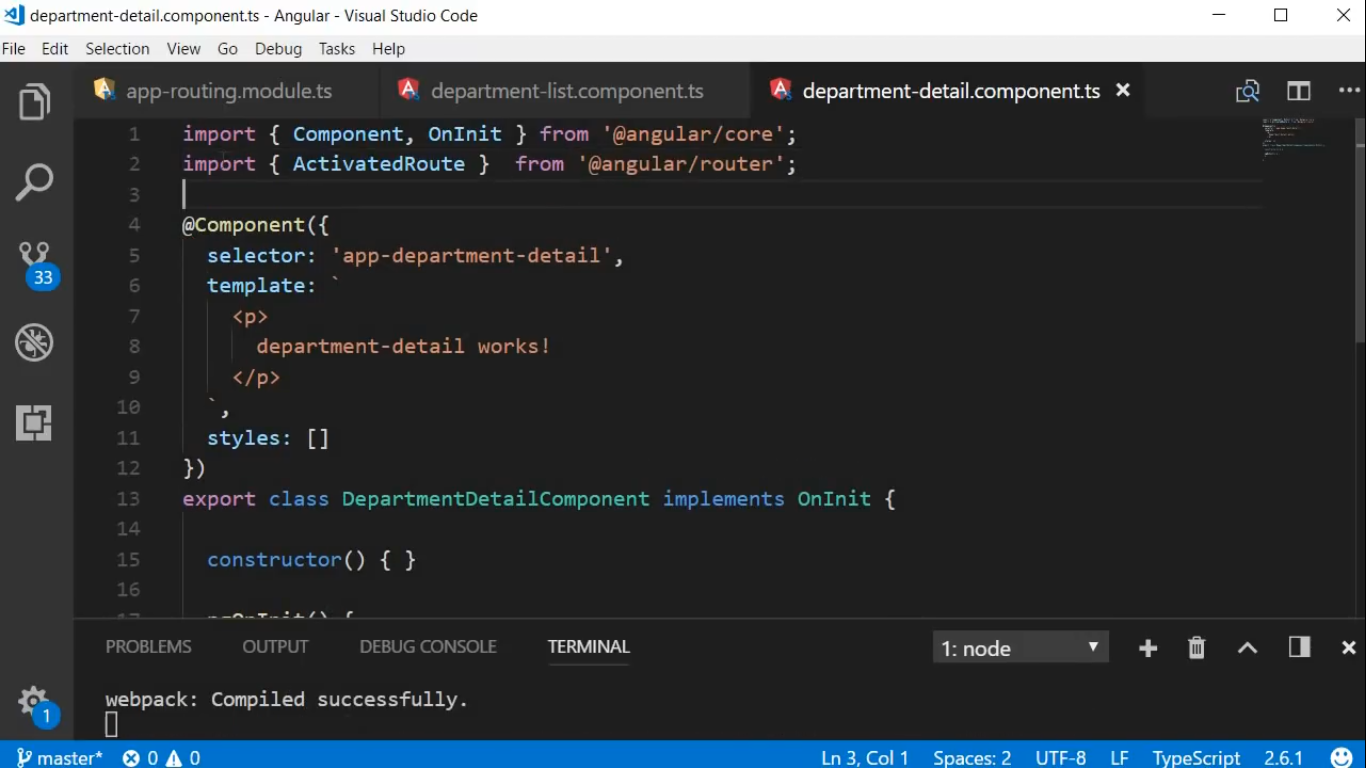 department-detail.component.ts - Angular - Visual Studio Code
File Edit Selection View Go Debug Tasks Help
app-routing.module.ts department-list.component.ts department-detail.component.ts
1 import { Component, OnInit } from '@angular/core';
2 import { ActivatedRoute }  from '@angular/router';
3
4 @Component({
5   selector: 'app-department-detail',
6   template: `
7     <p>
8       department-detail works!
9     </p>
10   `,
11   styles: []
12 })
13 export class DepartmentDetailComponent implements OnInit {
14
15   constructor() { }
16
17   ngOnInit() {
33
1
PROBLEMS OUTPUT DEBUG CONSOLE TERMINAL 1: node
webpack: Compiled successfully.
master* 0 0 Ln 3, Col 1 Spaces: 2 UTF-8 LF TypeScript 2.6.1